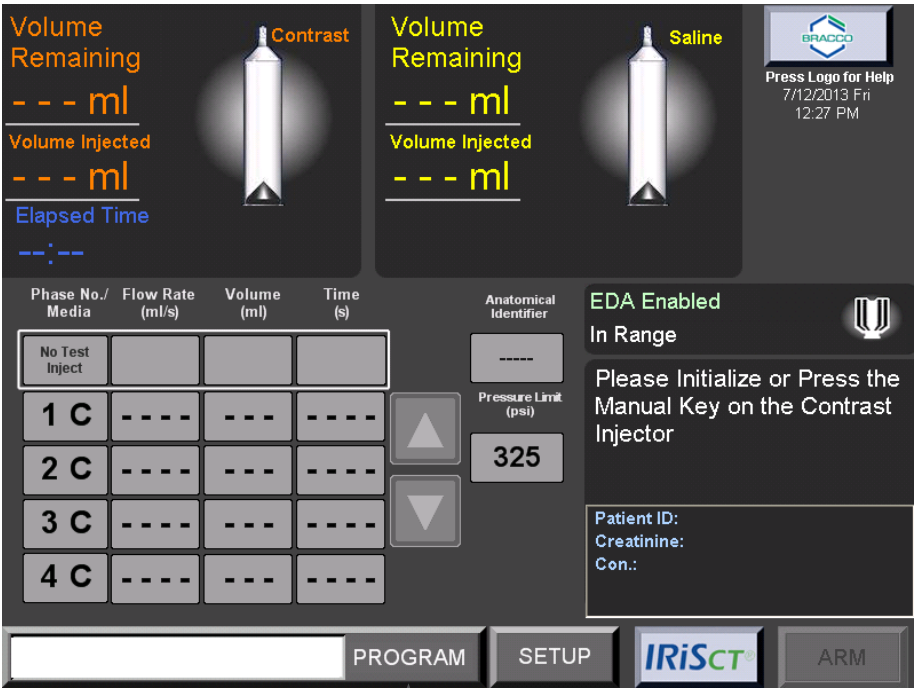 Volume
Remaining
- - - ml
Volume Injected
- - - ml
Elapsed Time
--:--
Contrast
Volume
Remaining
- - - ml
Volume Injected
- - - ml
Saline
BRACCO
Press Logo for Help
7/12/2013 Fri
12:27 PM
Phase No./ Flow Rate Volume Time
Media (ml/s) (ml) (s)
No Test
Inject
1 C - - - - - - - - - - -
2 C - - - - - - - - - - -
3 C - - - - - - - - - - -
4 C - - - - - - - - - - -
Anatomical
Identifier
-----
Pressure Limit
(psi)
325
EDA Enabled
In Range
Please Initialize or Press the
Manual Key on the Contrast
Injector
Patient ID:
Creatinine:
Con.:
PROGRAM SETUP IRiSCT® ARM